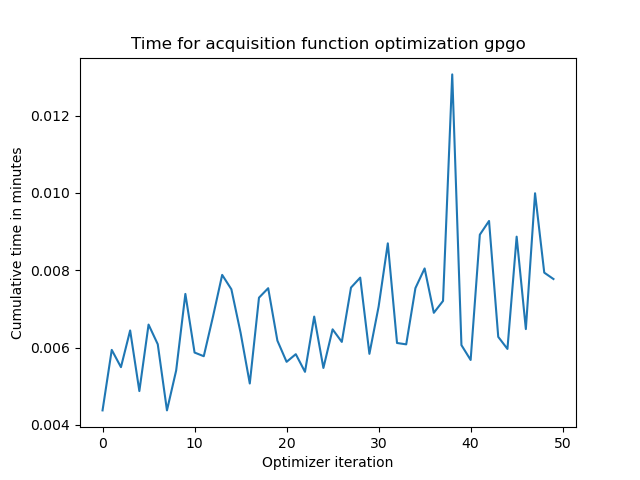 Time for acquisition function optimization gpgo
0.012
0.010
0.008
0.006
0.004
Cumulative time in minutes
0 10 20 30 40 50
Optimizer iteration